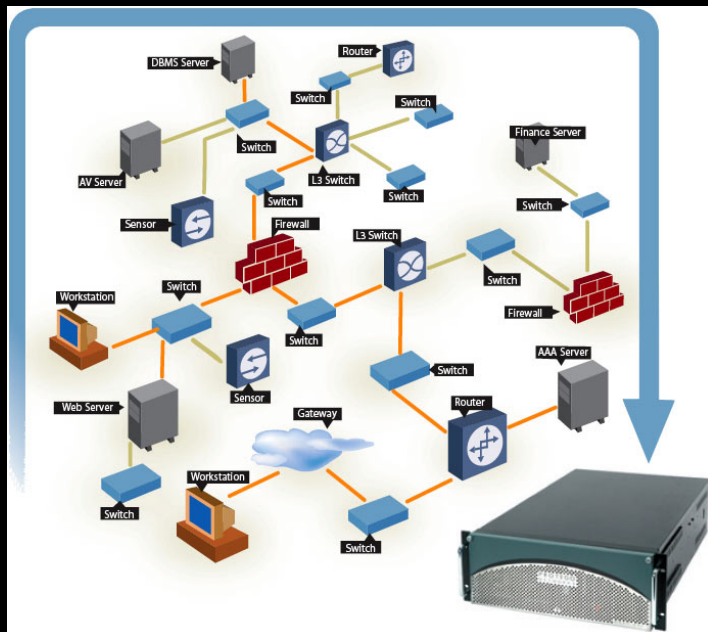 Router
DBMS Server
Switch
Switch
Finance Server
Switch
AV Server
L3 Switch
Switch
Switch
Switch
Sensor
Firewall
L3 Switch
Switch
Switch
Workstation
Firewall
Switch
AAA Server
Switch
Router
Web Server
Sensor
Gateway
Workstation
Switch
Switch